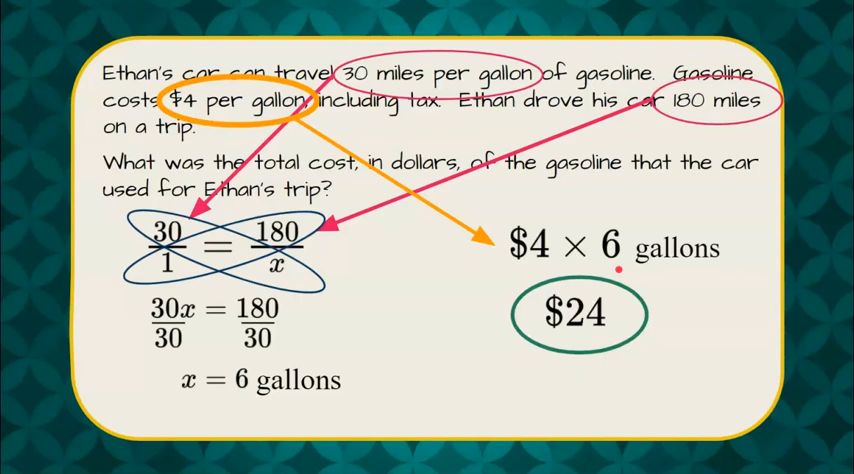 Ethan's car can travel 30 miles per gallon of gasoline. Gasoline
costs $4 per gallon, including tax. Ethan drove his car 180 miles
on a trip.
What was the total cost, in dollars, of the gasoline that the car
used for Ethan's trip?
30/1 = 180/x
30x/30 = 180/30
x = 6 gallons
$4 × 6 gallons
$24